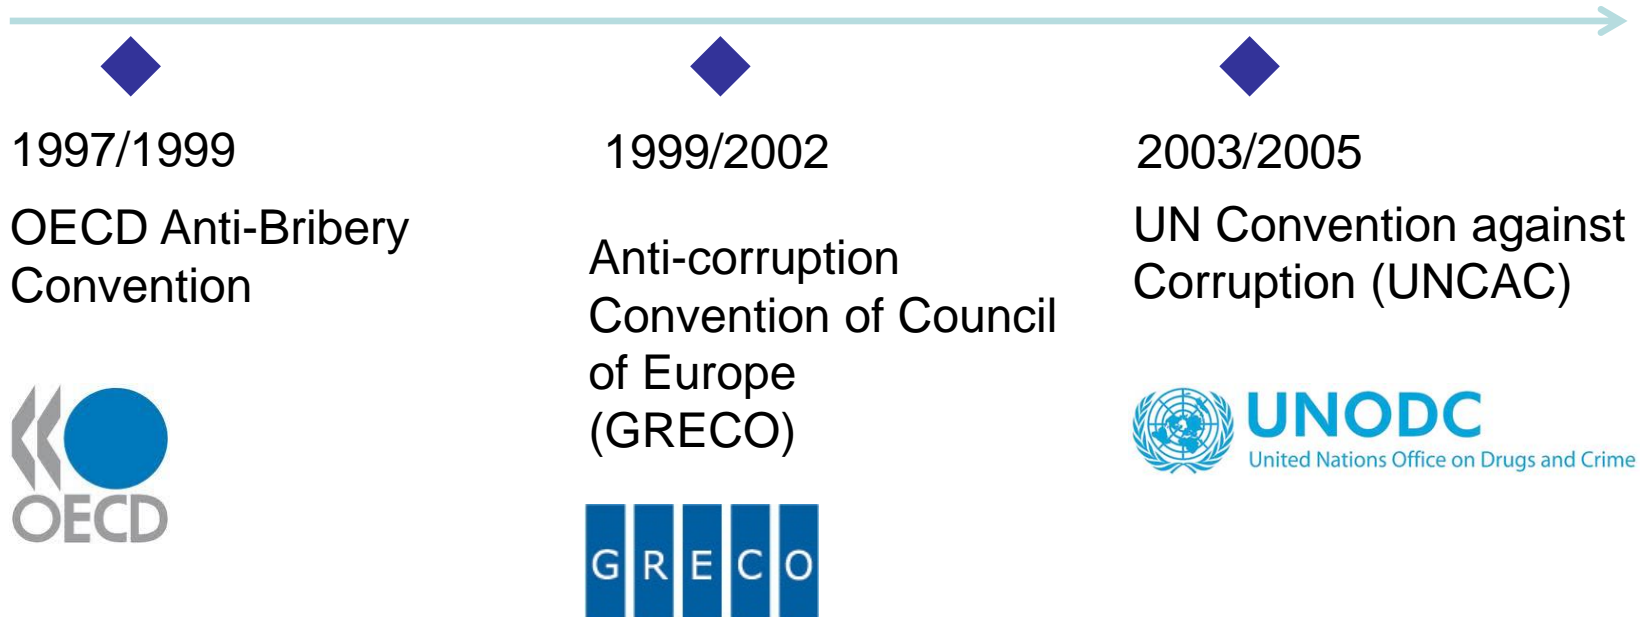 1997/1999
OECD Anti-Bribery
Convention
OECD
1999/2002
Anti-corruption
Convention of Council
of Europe
(GRECO)
GRECO
2003/2005
UN Convention against
Corruption (UNCAC)
UNODC
United Nations Office on Drugs and Crime